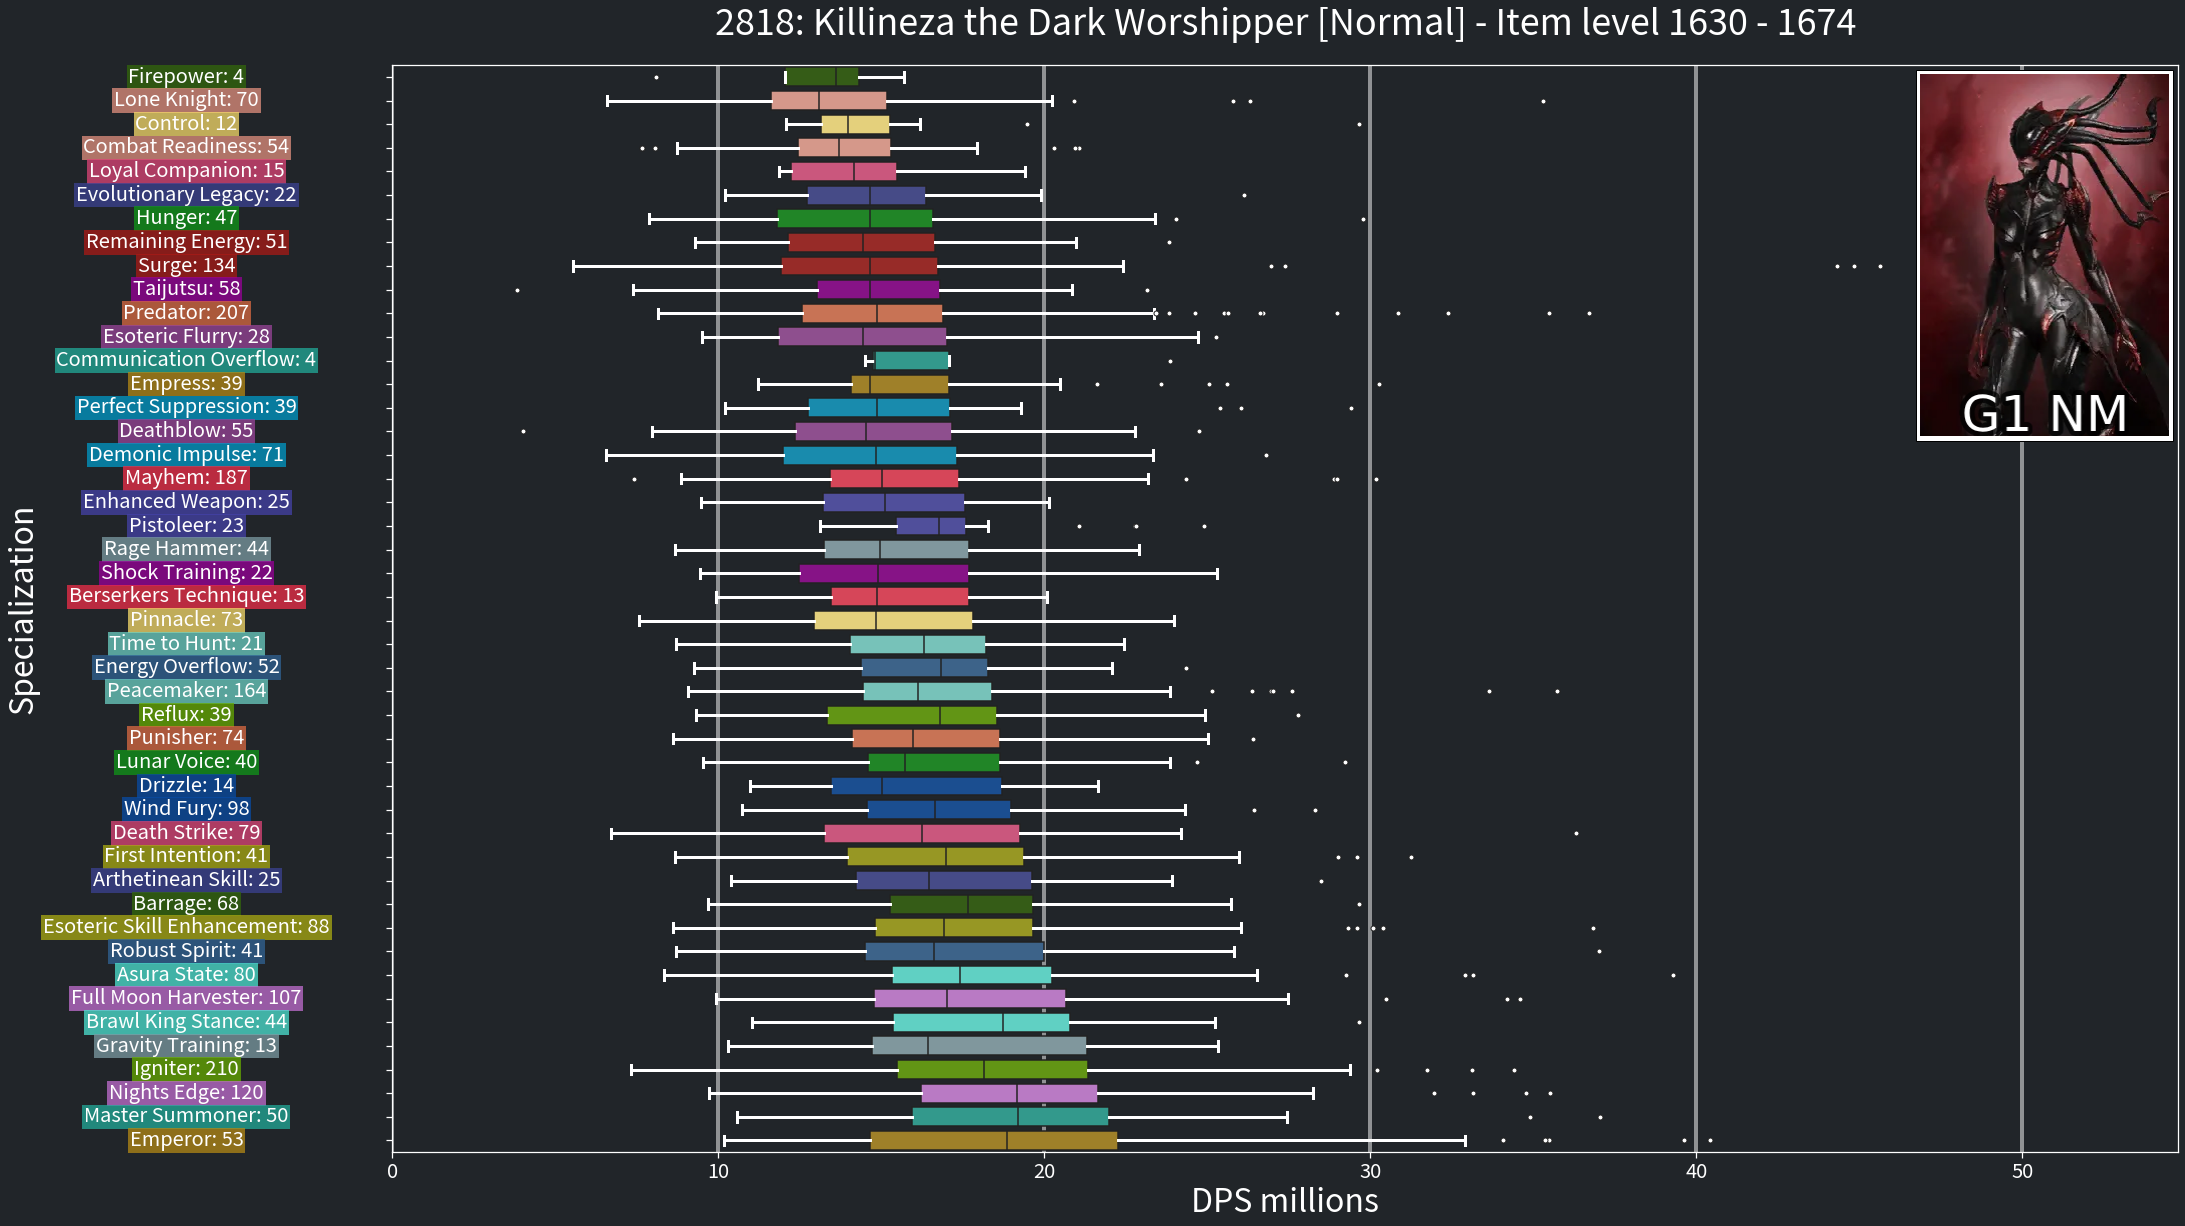 2818: Killineza the Dark Worshipper [Normal] - Item level 1630 - 1674
Firepower: 4
Lone Knight: 70
Control: 12
Combat Readiness: 54
Loyal Companion: 15
Evolutionary Legacy: 22
Hunger: 47
Remaining Energy: 51
Surge: 134
Taijutsu: 58
Predator: 207
Esoteric Flurry: 28
Communication Overflow: 4
Empress: 39
Perfect Suppression: 39
Deathblow: 55
Demonic Impulse: 71
Mayhem: 187
Enhanced Weapon: 25
Pistoleer: 23
Rage Hammer: 44
Shock Training: 22
Berserkers Technique: 13
Pinnacle: 73
Time to Hunt: 21
Energy Overflow: 52
Peacemaker: 164
Reflux: 39
Punisher: 74
Lunar Voice: 40
Drizzle: 14
Wind Fury: 98
Death Strike: 79
First Intention: 41
Arthetinean Skill: 25
Barrage: 68
Esoteric Skill Enhancement: 88
Robust Spirit: 41
Asura State: 80
Full Moon Harvester: 107
Brawl King Stance: 44
Gravity Training: 13
Igniter: 210
Nights Edge: 120
Master Summoner: 50
Emperor: 53
Specialization
G1 NM
0 10 20 30 40 50
DPS millions